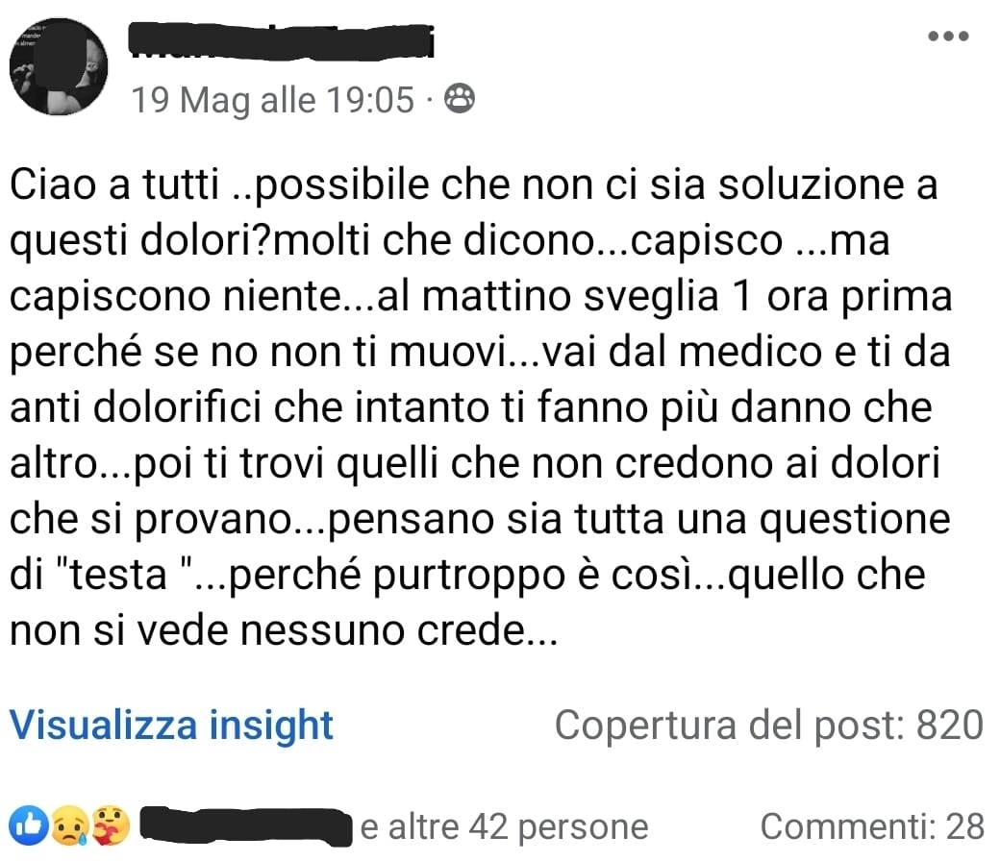 19 Mag alle 19:05 ·
Ciao a tutti ..possibile che non ci sia soluzione a
questi dolori?molti che dicono...capisco ...ma
capiscono niente...al mattino sveglia 1 ora prima
perché se no non ti muovi...vai dal medico e ti da
anti dolorifici che intanto ti fanno più danno che
altro...poi ti trovi quelli che non credono ai dolori
che si provano...pensano sia tutta una questione
di "testa "...perché purtroppo è così...quello che
non si vede nessuno crede...
Visualizza insight Copertura del post: 820
e altre 42 persone Commenti: 28